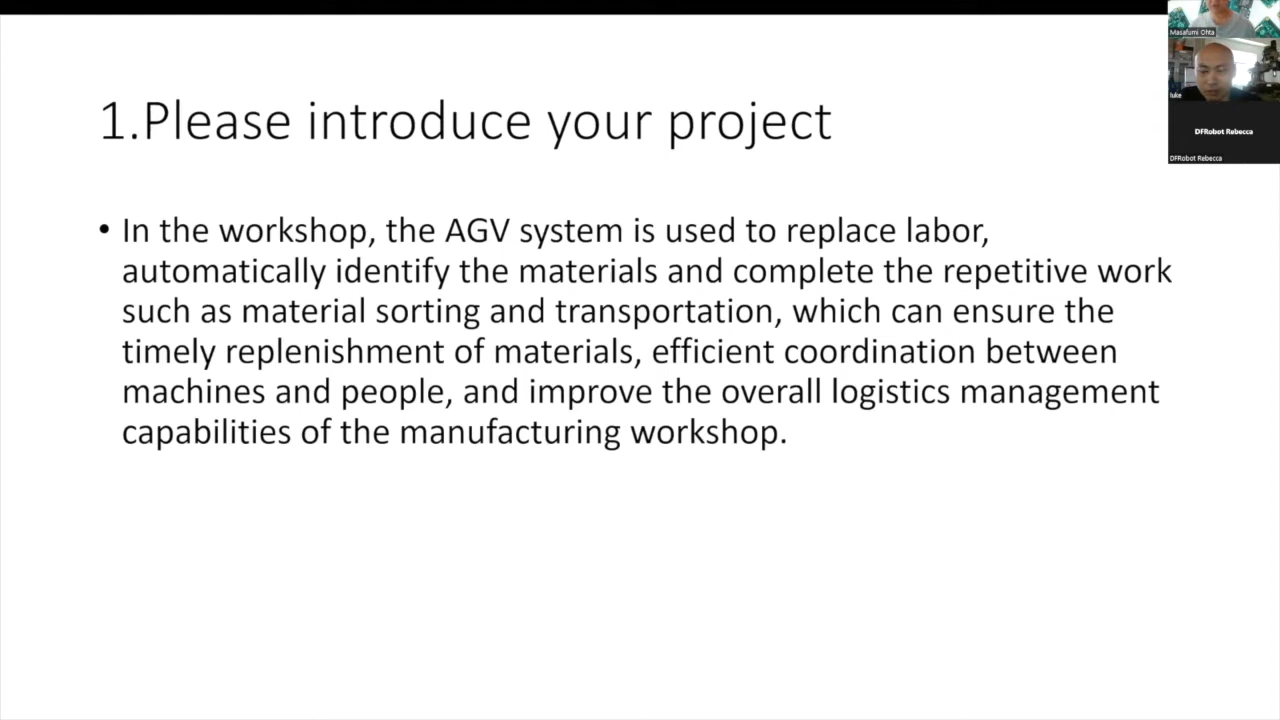 1.Please introduce your project
• In the workshop, the AGV system is used to replace labor,
automatically identify the materials and complete the repetitive work
such as material sorting and transportation, which can ensure the
timely replenishment of materials, efficient coordination between
machines and people, and improve the overall logistics management
capabilities of the manufacturing workshop.
Masafumi Ohta
luke
DFRobot Rebecca
DFRobot Rebecca